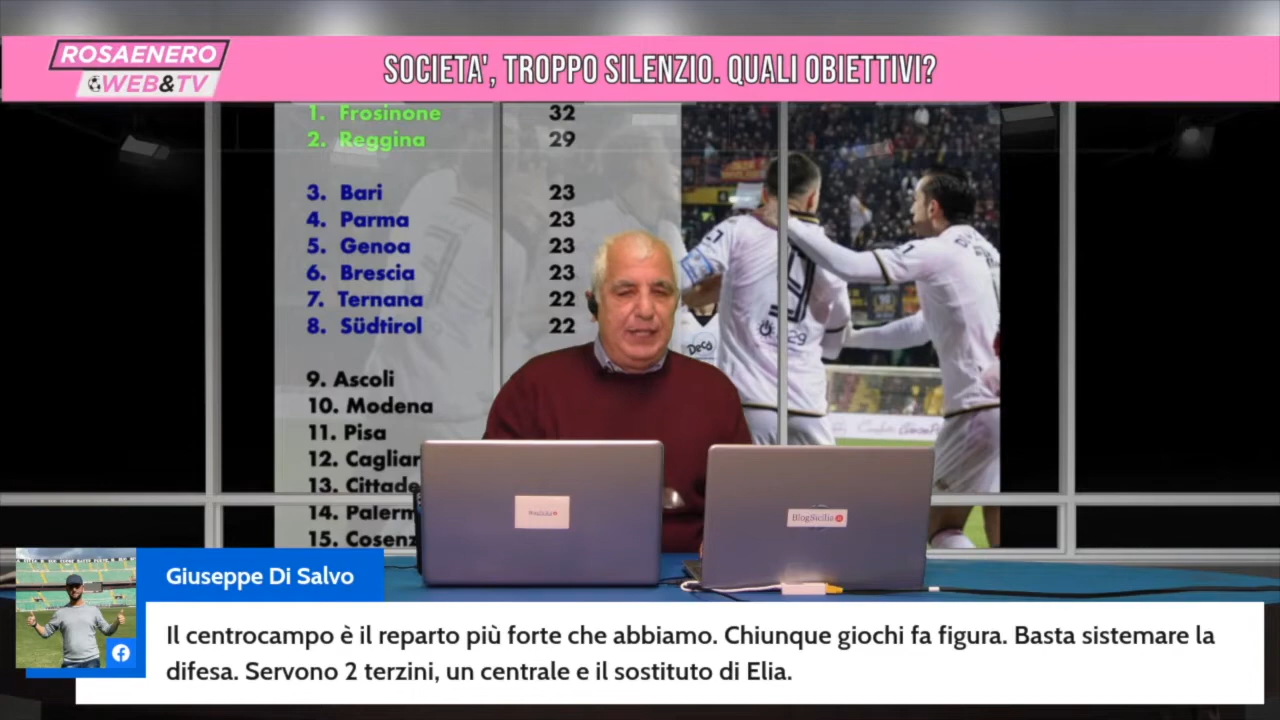 ROSAENERO
WEB&TV
SOCIETA', TROPPO SILENZIO. QUALI OBIETTIVI?
1. Frosinone 32
2. Reggina 29
3. Bari 23
4. Parma 23
5. Genoa 23
6. Brescia 23
7. Ternana 22
8. Südtirol 22
9. Ascoli
10. Modena
11. Pisa
12. Cagliar
13. Cittade
14. Palerm
15. Cosenz
Decò
BlogSicilia
Giuseppe Di Salvo
Il centrocampo è il reparto più forte che abbiamo. Chiunque giochi fa figura. Basta sistemare la
difesa. Servono 2 terzini, un centrale e il sostituto di Elia.